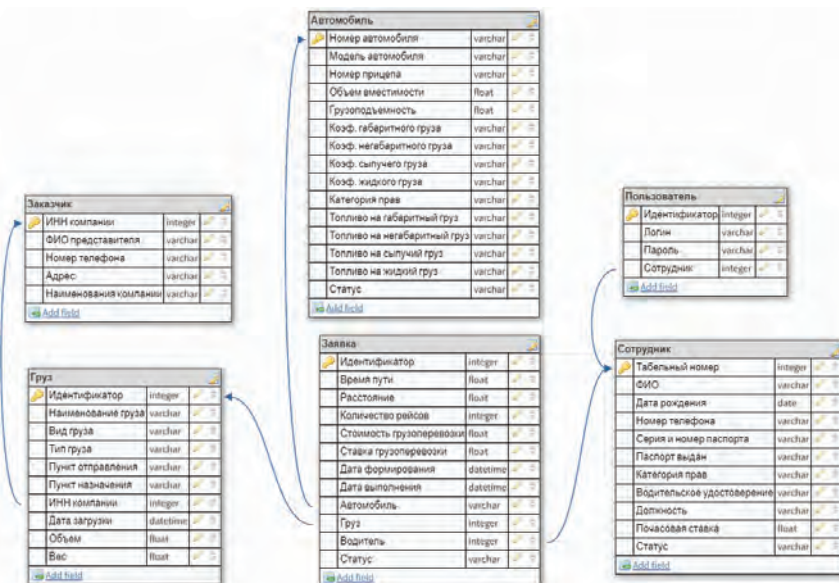 Автомобиль
Номер автомобиля varchar
Модель автомобиля varchar
Номер прицепа varchar
Объем вместимости float
Грузоподъемность float
Коэф. габаритного груза varchar
Коэф. негабаритного груза varchar
Коэф. сыпучего груза varchar
Коэф. жидкого груза varchar
Категория прав varchar
Топливо на габаритный груз varchar
Топливо на негабаритный груз varchar
Топливо на сыпучий груз varchar
Топливо на жидкий груз varchar
Статус varchar
Add field
Заказчик
ИНН компании integer
ФИО представителя varchar
Номер телефона varchar
Адрес varchar
Наименования компании varchar
Add field
Пользователь
Идентификатор integer
Логин varchar
Пароль varchar
Сотрудник integer
Add field
Груз
Идентификатор integer
Наименование груза varchar
Вид груза varchar
Тип груза varchar
Пункт отправления varchar
Пункт назначения varchar
ИНН компании integer
Дата загрузки datetime
Объем float
Вес float
Add field
Заявка
Идентификатор integer
Время пути float
Расстояние float
Количество рейсов integer
Стоимость грузоперевозки float
Ставка грузоперевозки float
Дата формирования datetime
Дата выполнения datetime
Автомобиль varchar
Груз integer
Водитель integer
Статус varchar
Add field
Сотрудник
Табельный номер integer
ФИО varchar
Дата рождения date
Номер телефона varchar
Серия и номер паспорта varchar
Паспорт выдан varchar
Категория прав varchar
Водительское удостоверение varchar
Должность varchar
Почасовая ставка float
Статус varchar
Add field